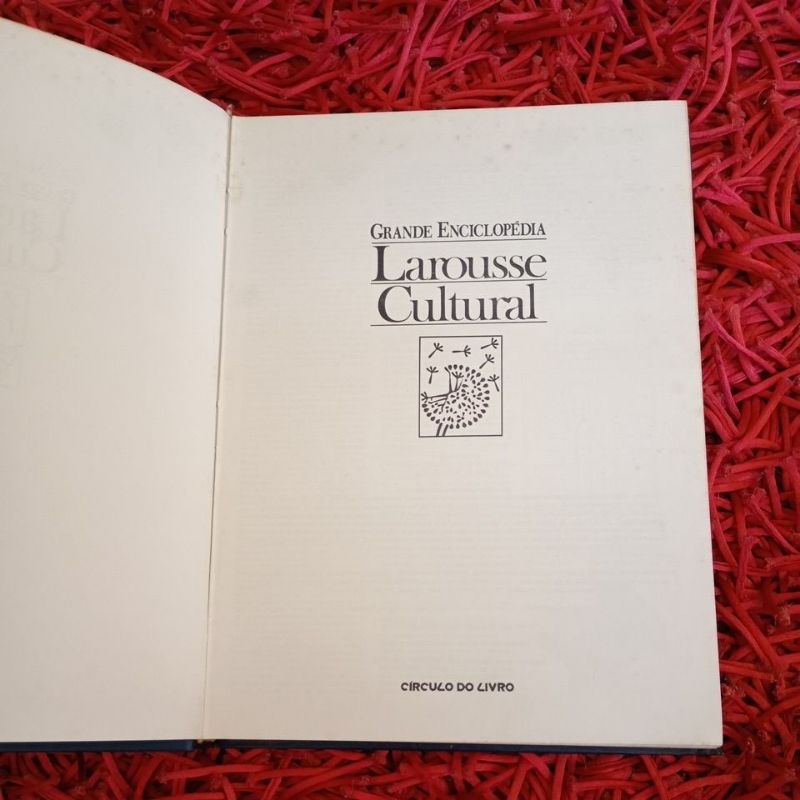 GRANDE ENCICLOPÉDIA
Larousse
Cultural
CÍRCULO DO LIVRO